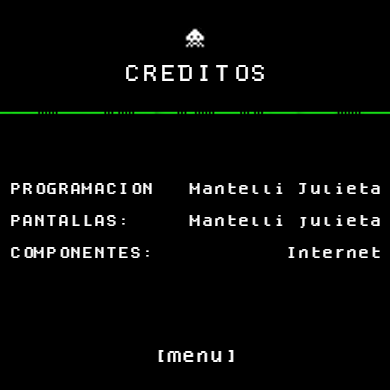 CREDITOS
PROGRAMACION Mantelli Julieta
PANTALLAS: Mantelli julieta
COMPONENTES: Internet
[menu]